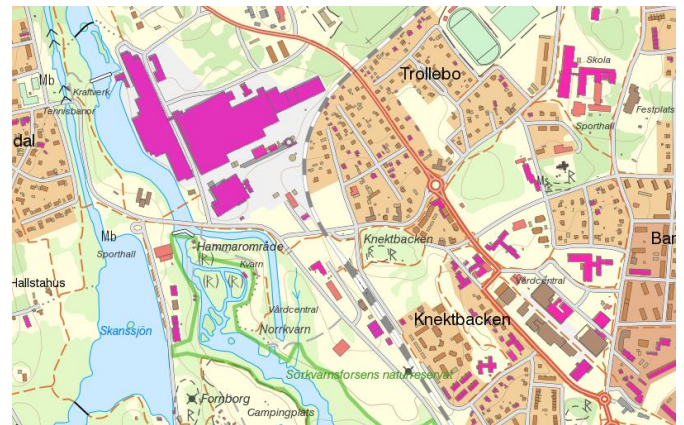 Trollebo
Skola
Mb
Kraftverk
Tennisbanor
Festplats
Sporthall
dal
R
Mb
Hammarområde
(R)
Knektbacken
R
Bar
Sporthall
Kvarn
(R)
(R)
Hallstahus
Vårdcentral
Vårdcentral
Skanssjön
Norrkvarn
Knektbacken
Sörkvarnsforsens naturreservat
Fornborg
R
Campingplats
R